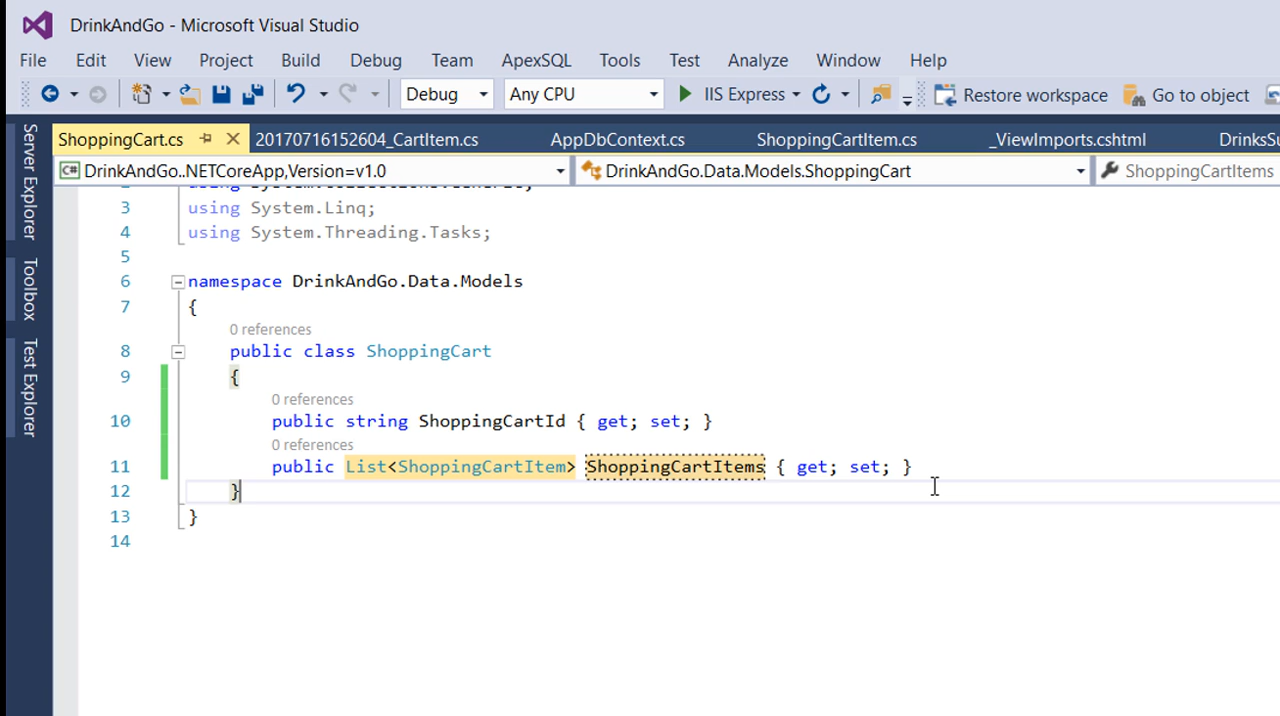 DrinkAndGo - Microsoft Visual Studio
File Edit View Project Build Debug Team ApexSQL Tools Test Analyze Window Help
Debug Any CPU IIS Express Restore workspace Go to object
Server Explorer
Toolbox
Test Explorer
ShoppingCart.cs 20170716152604_CartItem.cs AppDbContext.cs ShoppingCartItem.cs _ViewImports.cshtml DrinksSu
DrinkAndGo..NETCoreApp,Version=v1.0 DrinkAndGo.Data.Models.ShoppingCart ShoppingCartItems
3 using System.Linq;
4 using System.Threading.Tasks;
5
6 namespace DrinkAndGo.Data.Models
7 {
0 references
8 public class ShoppingCart
9 {
0 references
10 public string ShoppingCartId { get; set; }
0 references
11 public List<ShoppingCartItem> ShoppingCartItems { get; set; }
12 }
13 }
14